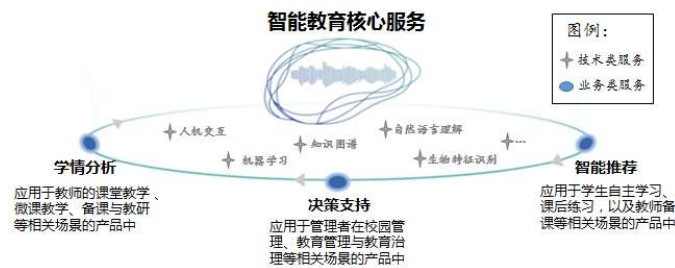 智能教育核心服务
图例：
技术类服务
业务类服务
人机交互
知识图谱
自然语言理解
...
机器学习
生物特征识别
学情分析
应用于教师的课堂教学、
微课教学、备课与教研
等相关场景的产品中
决策支持
应用于管理者在校园管
理、教育管理与教育治
理等相关场景的产品中
智能推荐
应用于学生自主学习、
课后练习，以及教师备
课等相关场景的产品中